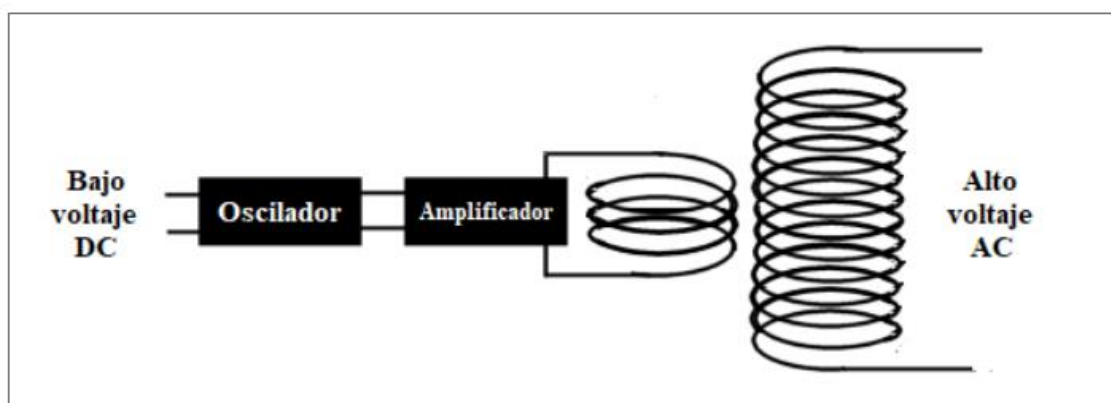 Bajo
voltaje
DC
Oscilador
Amplificador
Alto
voltaje
AC